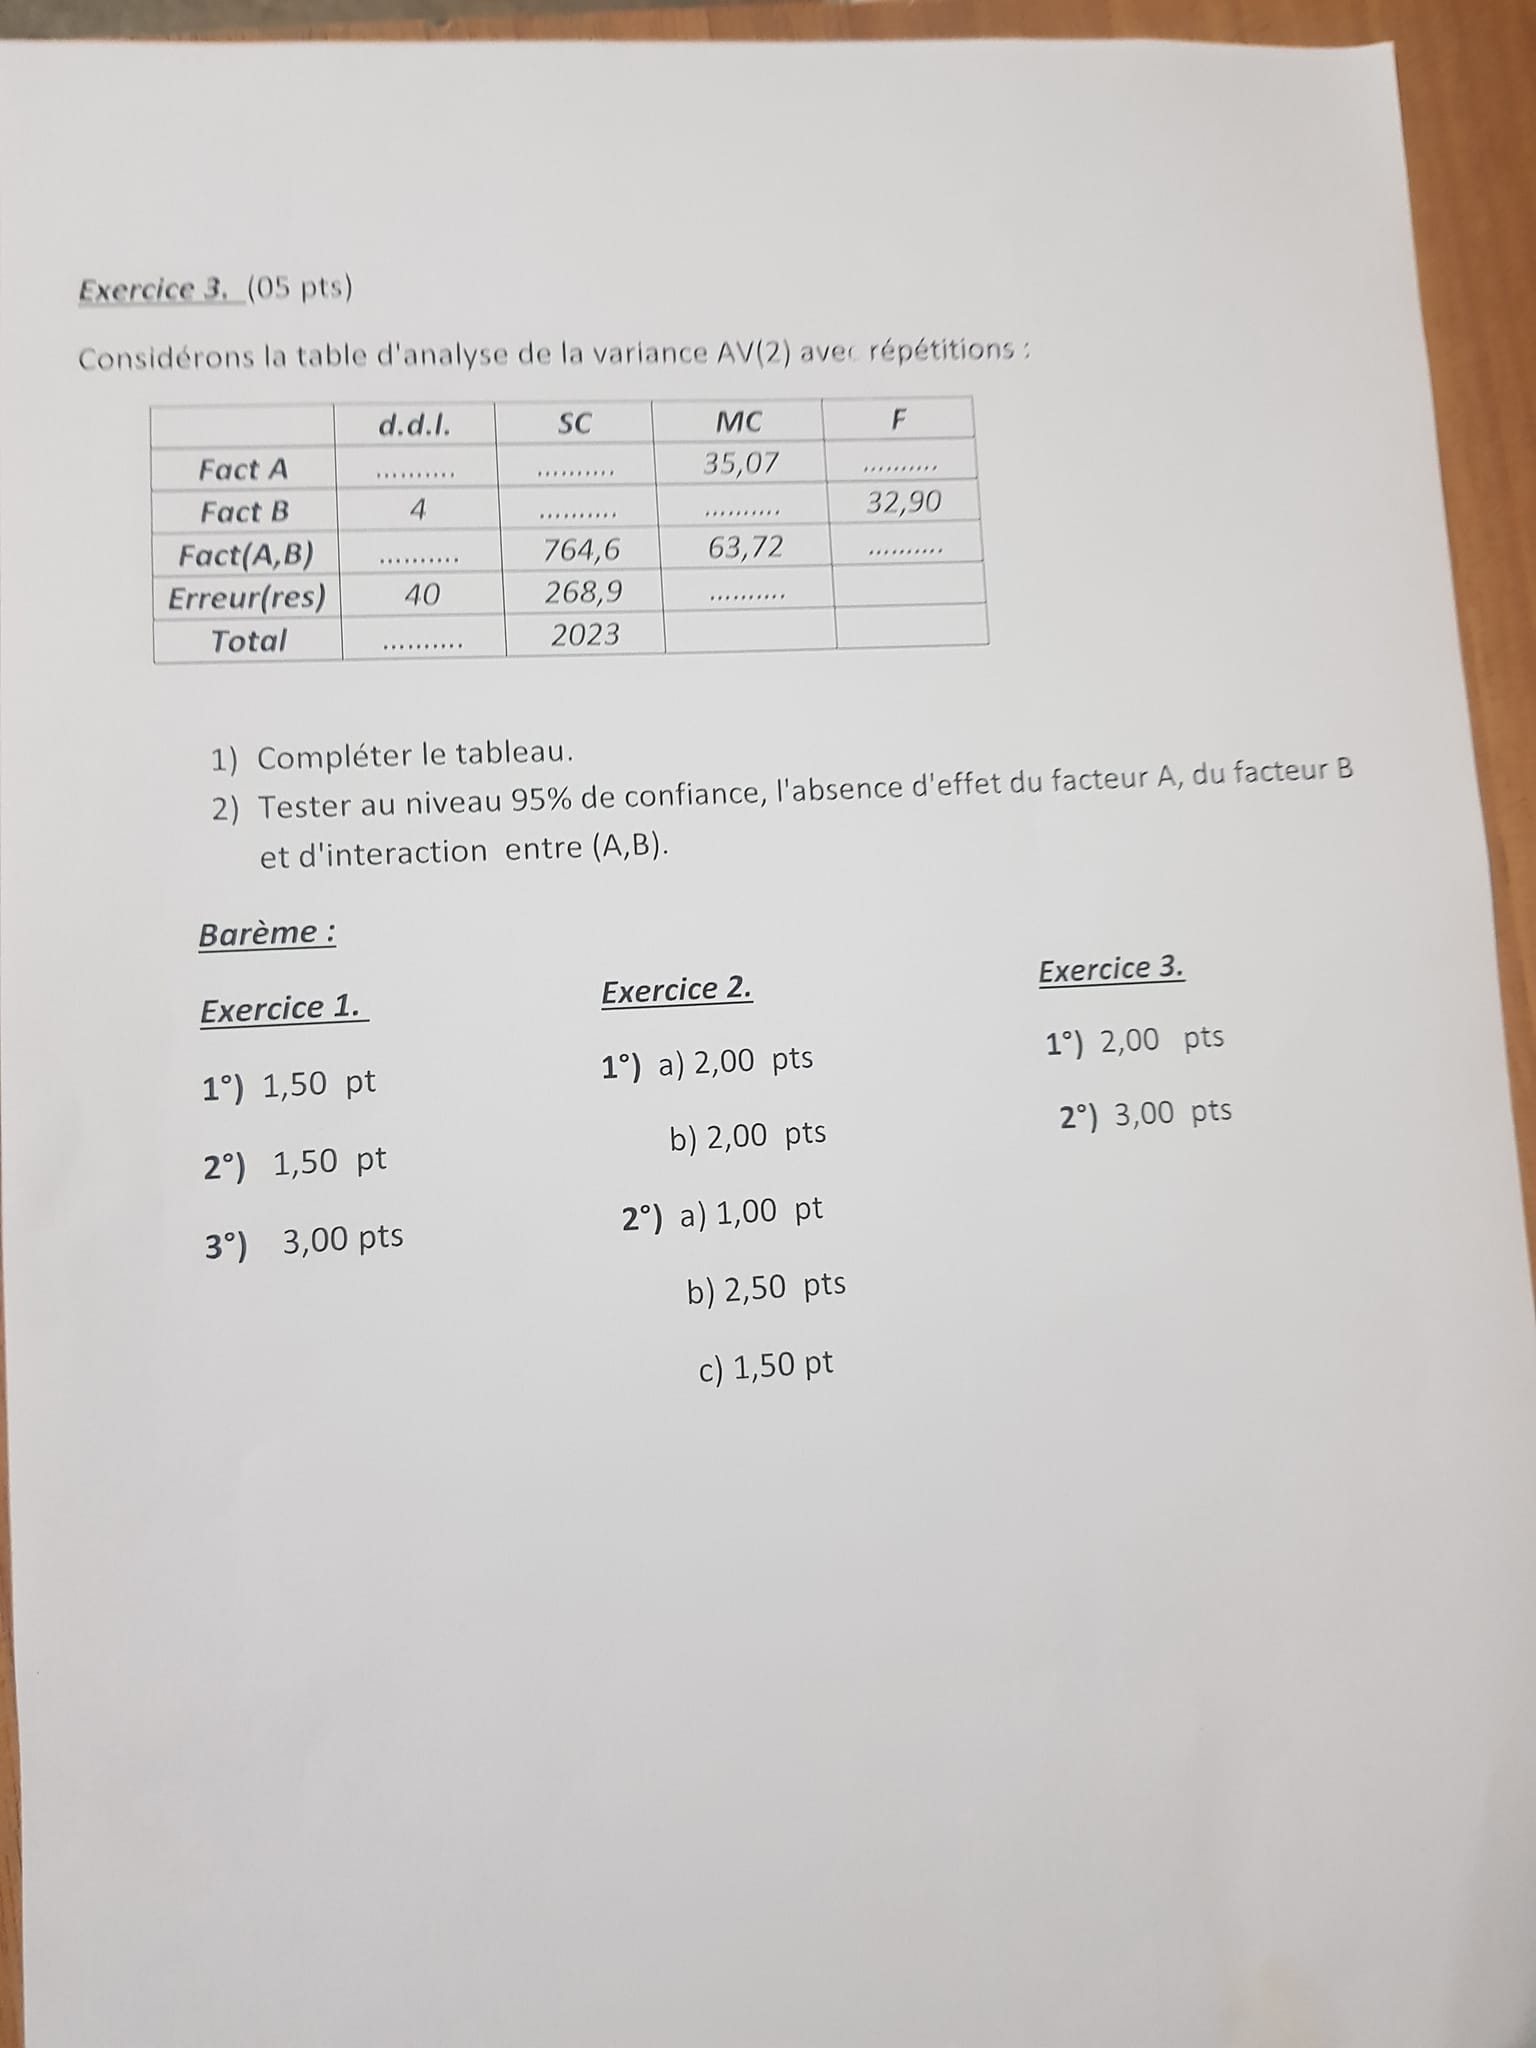 Exercice 3. (05 pts)
Considérons la table d'analyse de la variance AV(2) avec répétitions :
d.d.l. SC MC F
Fact A .......... .......... 35,07 ..........
Fact B 4 .......... .......... 32,90
Fact(A,B) .......... 764,6 63,72 ..........
Erreur(res) 40 268,9 ..........
Total .......... 2023
1) Compléter le tableau.
2) Tester au niveau 95% de confiance, l'absence d'effet du facteur A, du facteur B
et d'interaction entre (A,B).
Barème :
Exercice 1.
1°) 1,50 pt
2°) 1,50 pt
3°) 3,00 pts
Exercice 2.
1°) a) 2,00 pts
b) 2,00 pts
2°) a) 1,00 pt
b) 2,50 pts
c) 1,50 pt
Exercice 3.
1°) 2,00 pts
2°) 3,00 pts